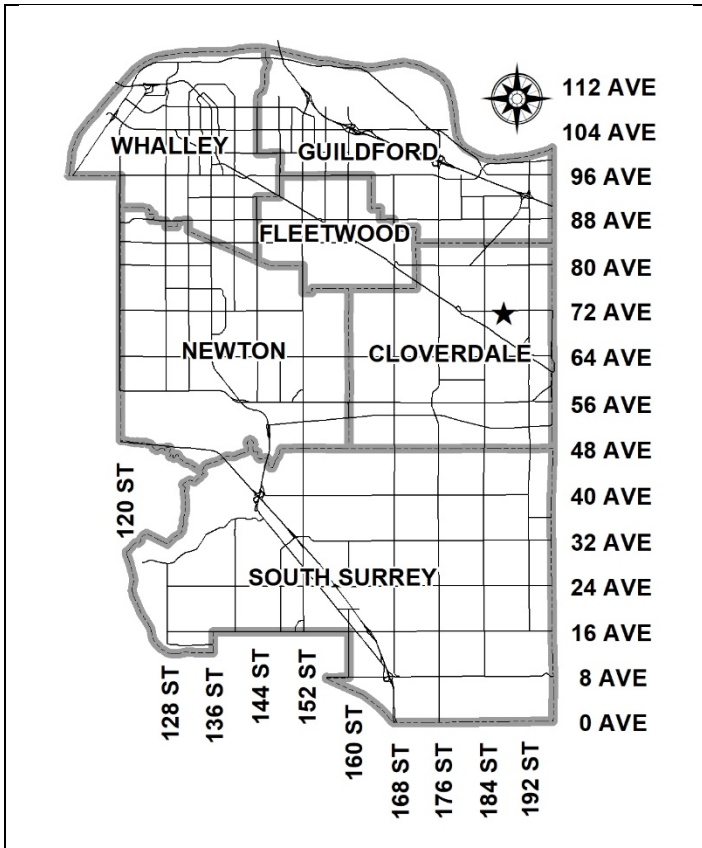 112 AVE
104 AVE
WHALLEY
GUILDFORD
96 AVE
88 AVE
FLEETWOOD
80 AVE
72 AVE
NEWTON
CLOVERDALE
64 AVE
56 AVE
48 AVE
120 ST
40 AVE
32 AVE
SOUTH SURREY
24 AVE
16 AVE
128 ST
136 ST
144 ST
152 ST
8 AVE
160 ST
0 AVE
168 ST
176 ST
184 ST
192 ST